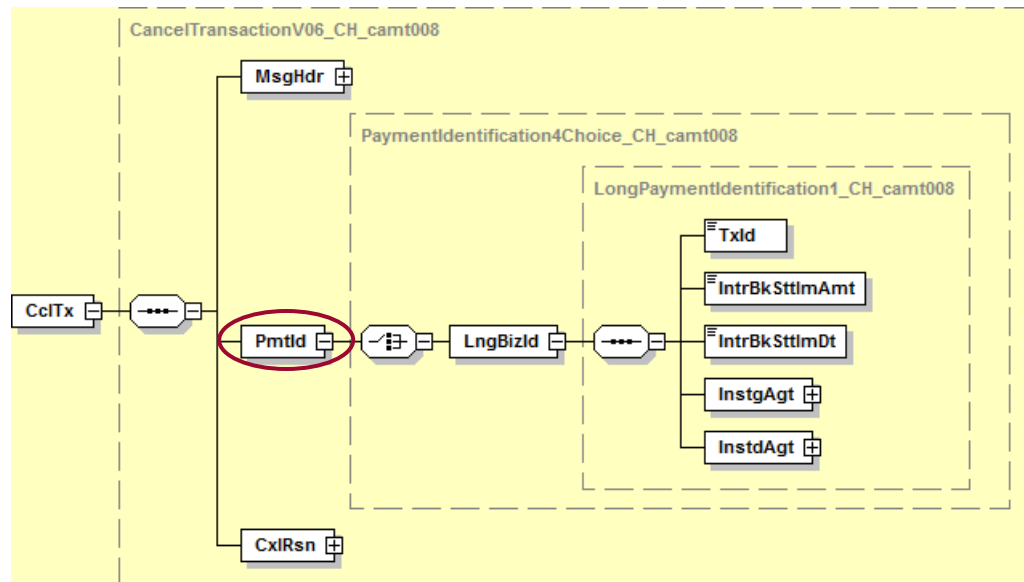 CancelTransactionV06_CH_camt008
MsgHdr
PaymentIdentification4Choice_CH_camt008
LongPaymentIdentification1_CH_camt008
TxId
IntrBkSttlmAmt
CclTx
PmtId
LngBizId
IntrBkSttlmDt
InstgAgt
InstdAgt
CxlRsn